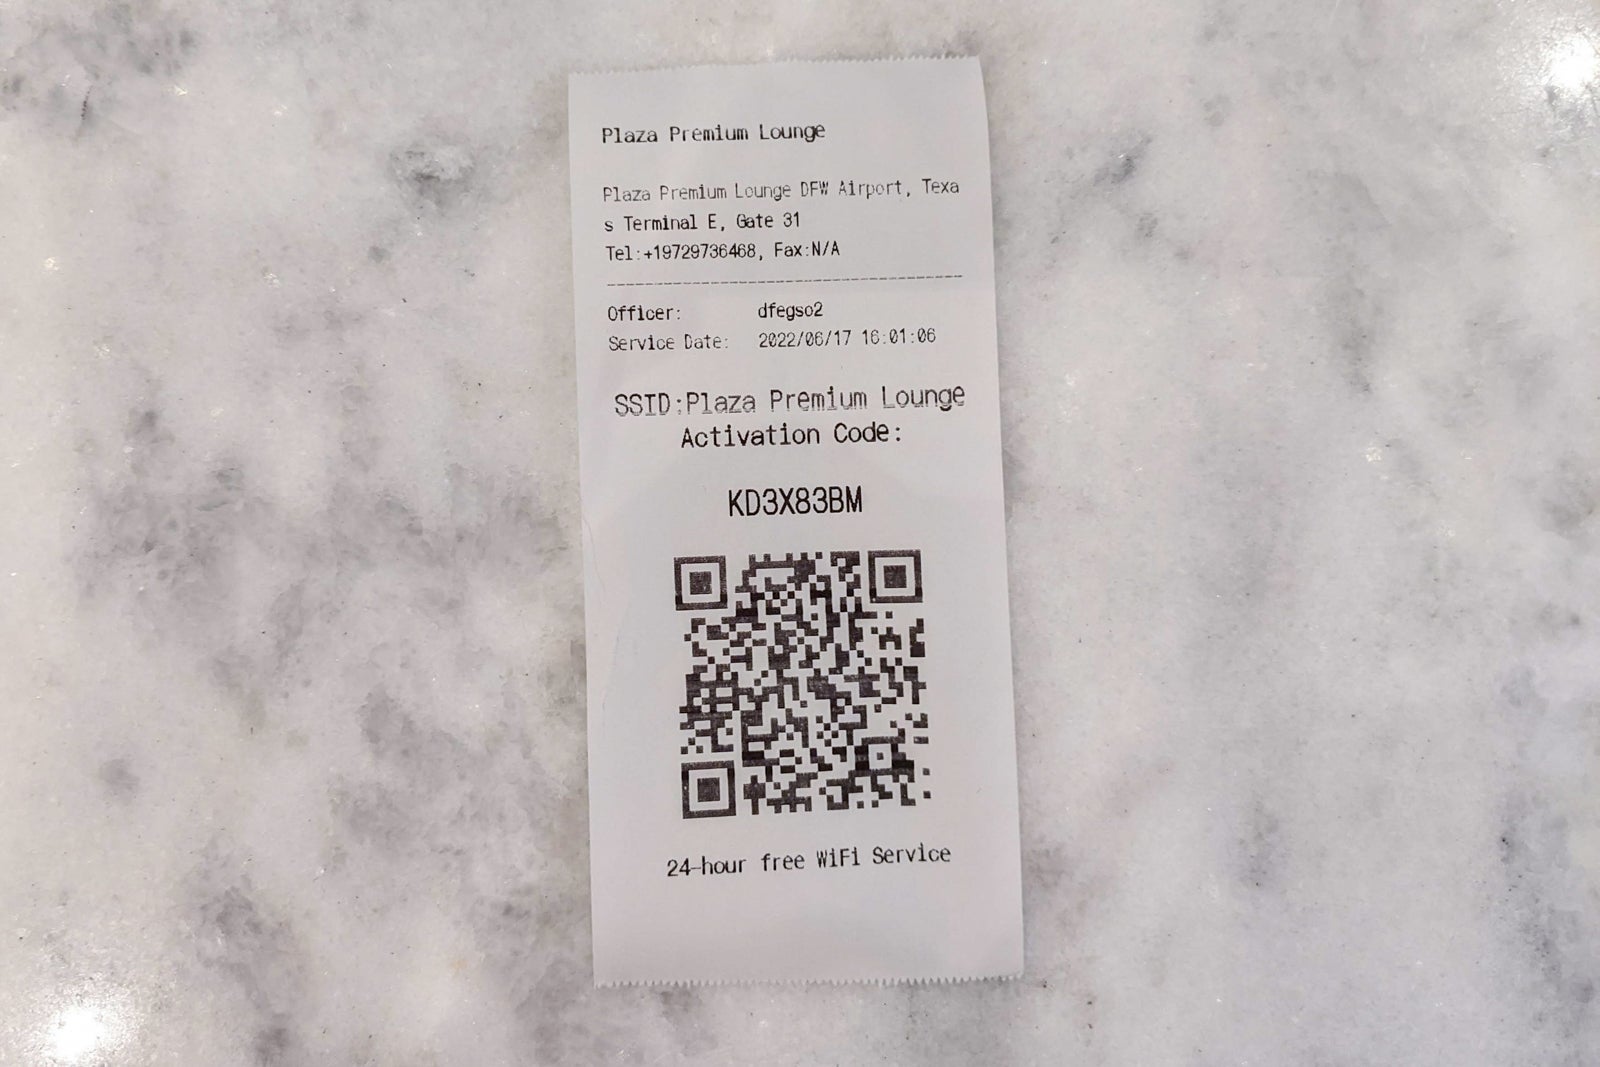 Plaza Premium Lounge
Plaza Premium Lounge DFW Airport, Texa
s Terminal E, Gate 31
Tel:+19729736468, Fax:N/A
--------------------------------------
Officer: dfegso2
Service Date: 2022/06/17 16:01:06
SSID:Plaza Premium Lounge
Activation Code:
KD3X83BM
24-hour free WiFi Service